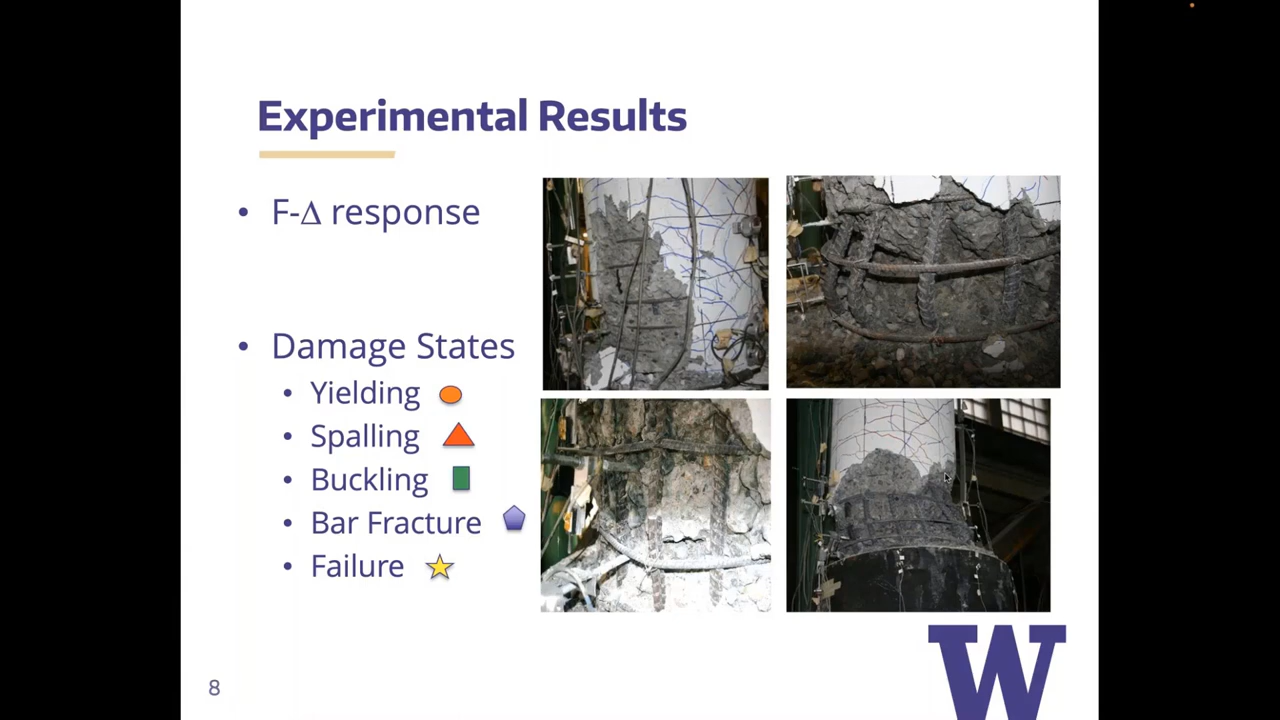 Experimental Results
• F-Δ response
• Damage States
• Yielding
• Spalling
• Buckling
• Bar Fracture
• Failure
8
W